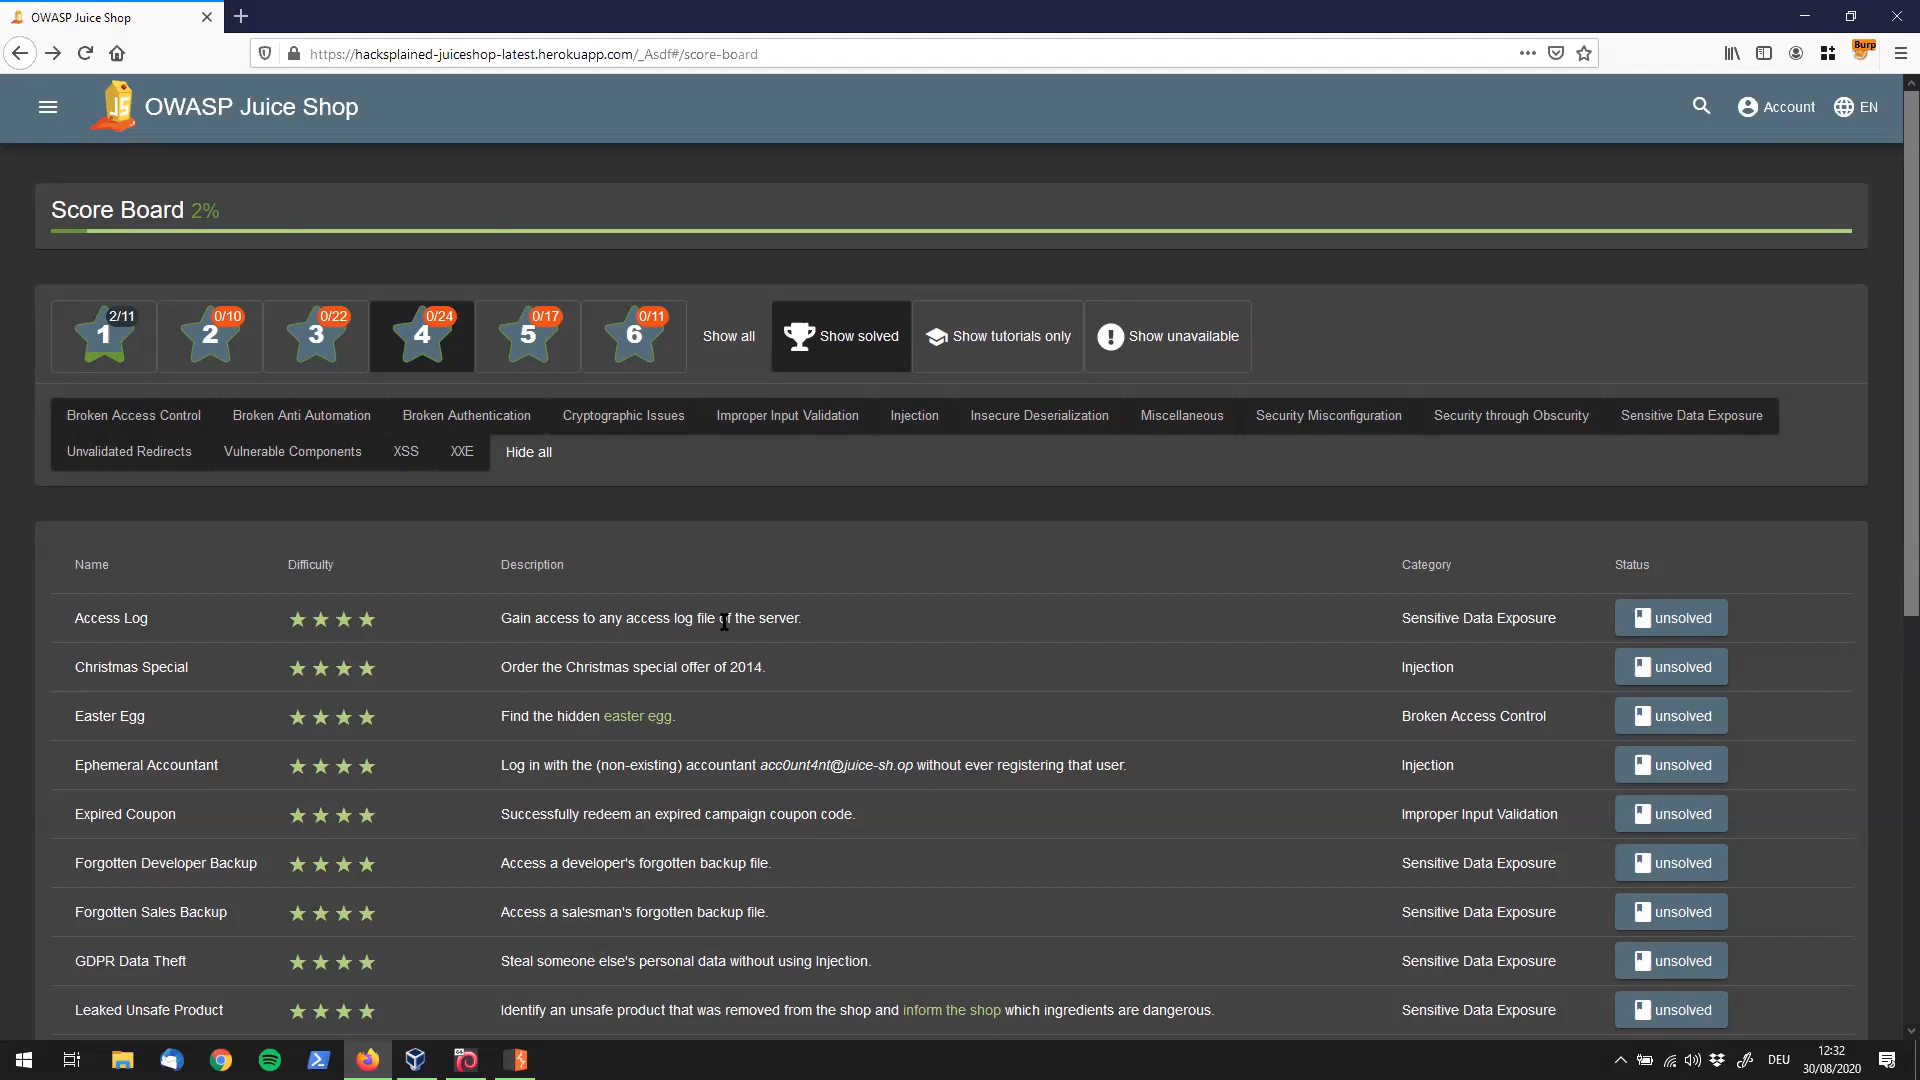 OWASP Juice Shop
https://hacksplained-juiceshop-latest.herokuapp.com/_Asdf#/score-board
Burp
JS
OWASP Juice Shop
Account
EN
Score Board 2%
1 2/11
2 0/10
3 0/22
4 0/24
5 0/17
6 0/11
Show all
Show solved
Show tutorials only
Show unavailable
Broken Access Control Broken Anti Automation Broken Authentication Cryptographic Issues Improper Input Validation Injection Insecure Deserialization Miscellaneous Security Misconfiguration Security through Obscurity Sensitive Data Exposure
Unvalidated Redirects Vulnerable Components XSS XXE Hide all
Name Difficulty Description Category Status
Access Log Gain access to any access log file of the server. Sensitive Data Exposure unsolved
Christmas Special Order the Christmas special offer of 2014. Injection unsolved
Easter Egg Find the hidden easter egg. Broken Access Control unsolved
Ephemeral Accountant Log in with the (non-existing) accountant acc0unt4nt@juice-sh.op without ever registering that user. Injection unsolved
Expired Coupon Successfully redeem an expired campaign coupon code. Improper Input Validation unsolved
Forgotten Developer Backup Access a developer's forgotten backup file. Sensitive Data Exposure unsolved
Forgotten Sales Backup Access a salesman's forgotten backup file. Sensitive Data Exposure unsolved
GDPR Data Theft Steal someone else's personal data without using Injection. Sensitive Data Exposure unsolved
Leaked Unsafe Product Identify an unsafe product that was removed from the shop and inform the shop which ingredients are dangerous. Sensitive Data Exposure unsolved
DEU
12:32
30/08/2020